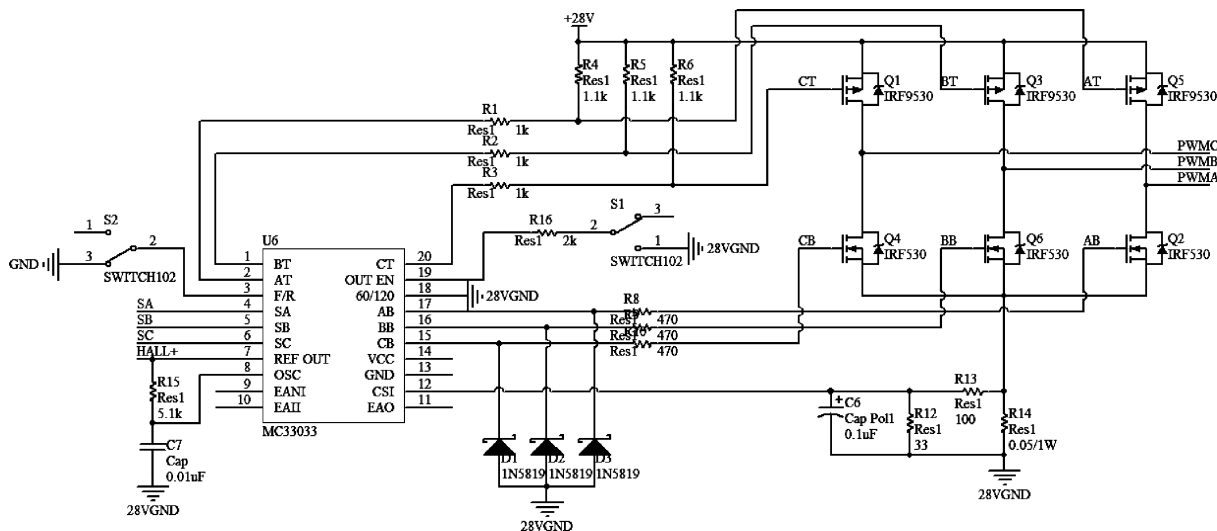 +28V
R4
Res1
1.1k
R5
Res1
1.1k
R6
Res1
1.1k
CT
Q1
IRF9530
BT
Q3
IRF9530
AT
Q5
IRF9530
R1
Res1 1k
R2
Res1 1k
R3
Res1 1k
PWMC
PWMB
PWMA
S2
1
2
3
GND
SWITCH102
R16
Res1 2k
S1
3
2
1
28VGND
SWITCH102
CB
Q4
IRF530
BB
Q6
IRF530
AB
Q2
IRF530
U6
1 BT
2 AT
3 F/R
4 SA
5 SB
6 SC
7 REF OUT
8 OSC
9 EANI
10 EAII
CT 20
OUT EN 19
60/120 18
AB 17
BB 16
CB 15
VCC 14
GND 13
CSI 12
EAO 11
MC33033
28VGND
SA
SB
SC
HALL+
R8
Res1 470
Res1 470
Res1 470
R15
Res1
5.1k
C7
Cap
0.01uF
28VGND
D1
1N5819
D2
1N5819
D3
1N5819
28VGND
C6
Cap Pol1
0.1uF
R12
Res1
33
R13
Res1
100
R14
Res1
0.05/1W
28VGND